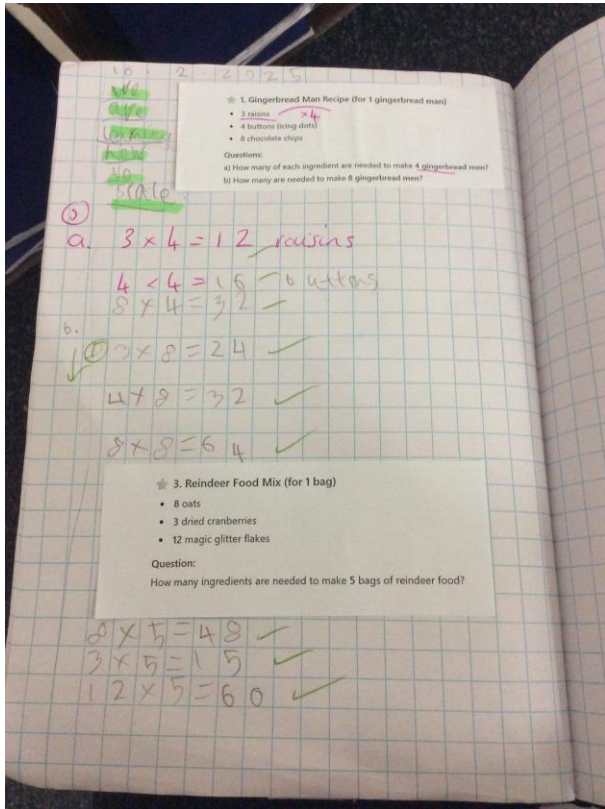 10. 2 2025
We
are
learning
how
to
scale.
1. Gingerbread Man Recipe (for 1 gingerbread man)
• 3 raisins ×4
• 4 buttons (icing dots)
• 8 chocolate chips
Questions:
a) How many of each ingredient are needed to make 4 gingerbread men?
b) How many are needed to make 8 gingerbread men?
a. 3 × 4 = 12 raisins
4 × 4 = 16 buttons
8 × 4 = 32
b.
3 × 8 = 24
4 × 8 = 32
8 × 8 = 64
3. Reindeer Food Mix (for 1 bag)
• 8 oats
• 3 dried cranberries
• 12 magic glitter flakes
Question:
How many ingredients are needed to make 5 bags of reindeer food?
8 × 5 = 48
3 × 5 = 15
12 × 5 = 60